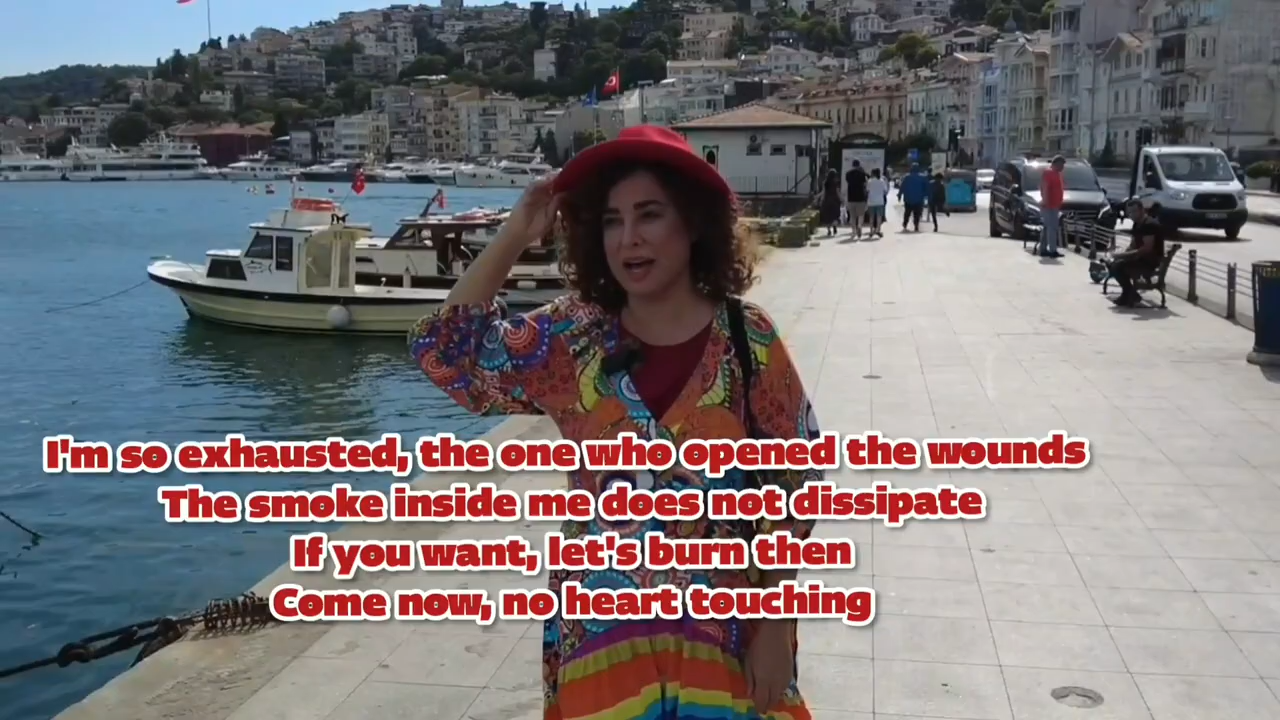 I'm so exhausted, the one who opened the wounds
The smoke inside me does not dissipate
If you want, let's burn then
Come now, no heart touching